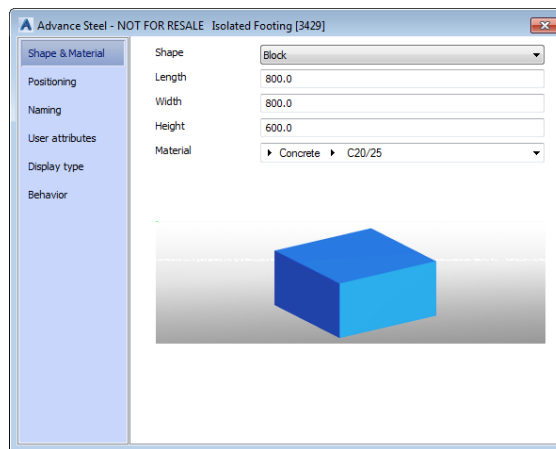 Advance Steel - NOT FOR RESALE Isolated Footing [3429]
Shape & Material
Positioning
Naming
User attributes
Display type
Behavior
Shape
Block
Length
800.0
Width
800.0
Height
600.0
Material
Concrete
C20/25